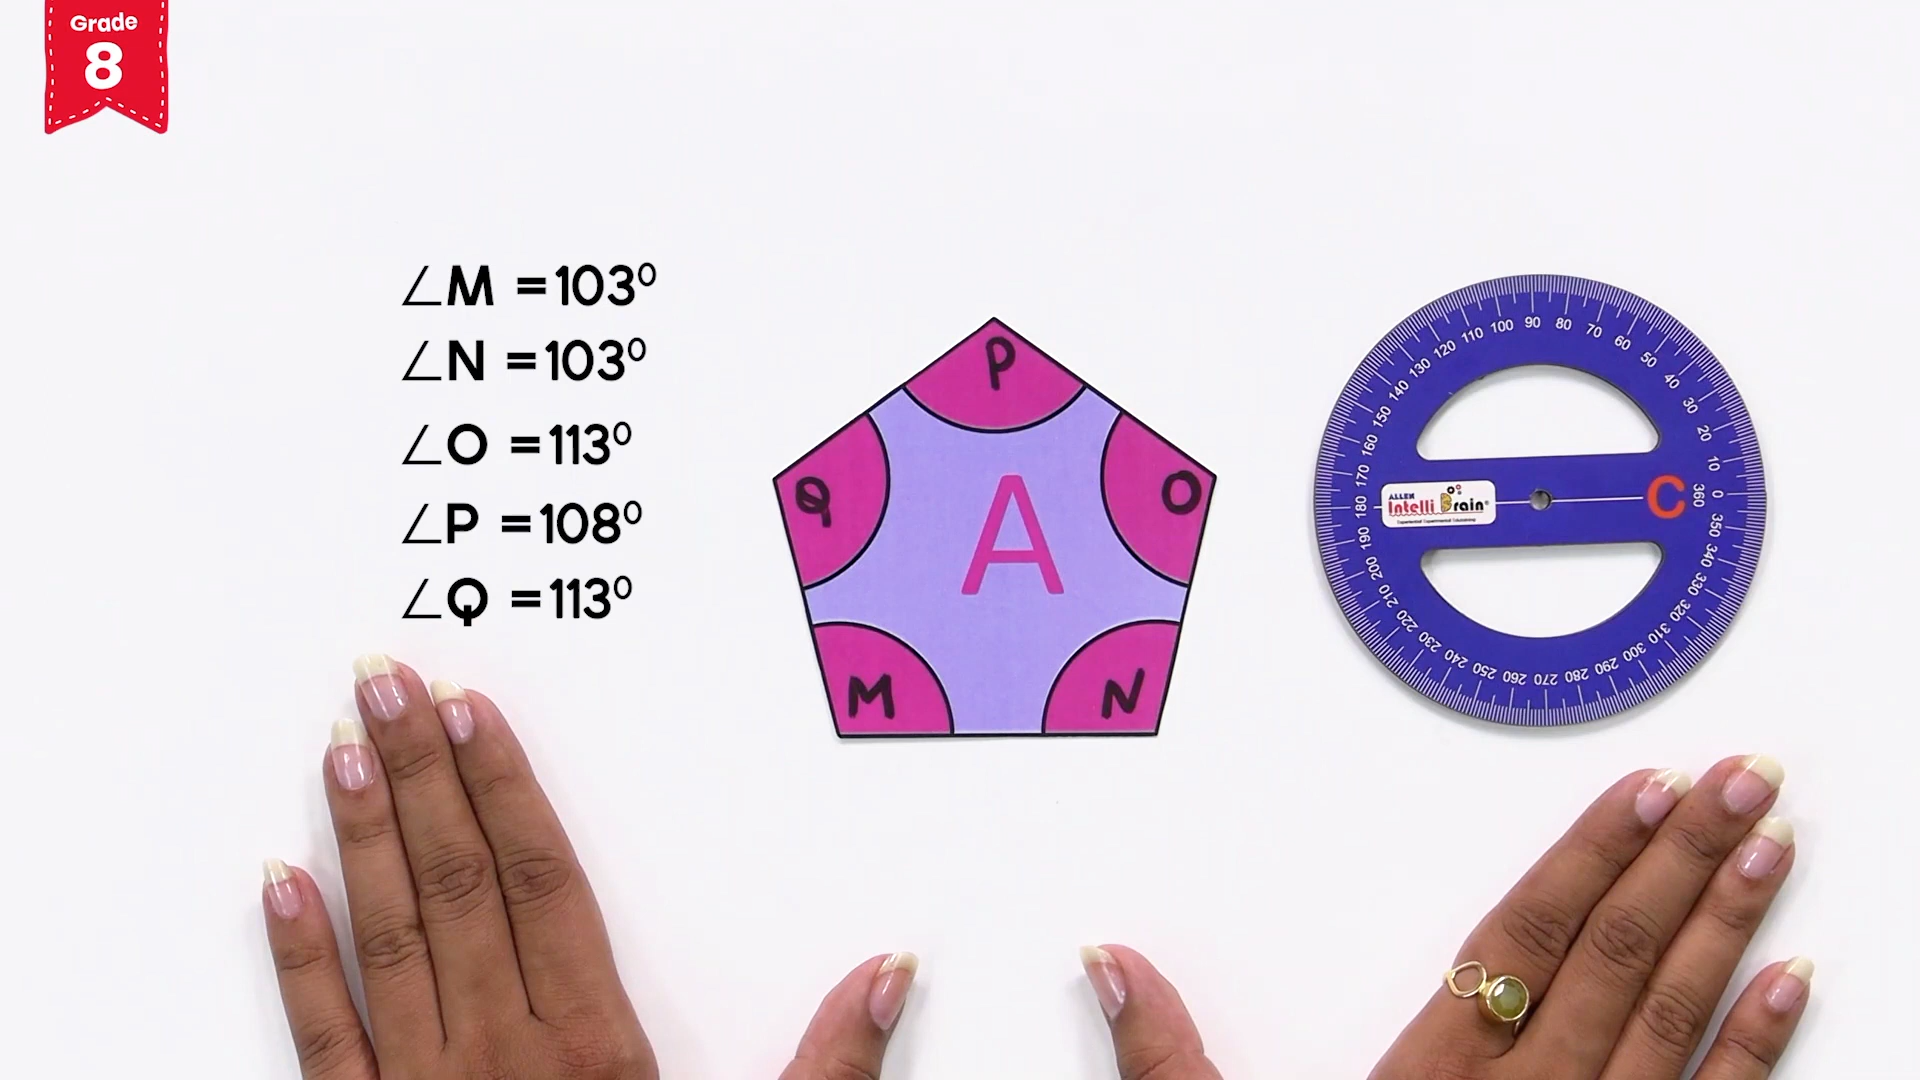 Grade
8
∠M = 103⁰
∠N = 103⁰
∠O = 113⁰
∠P = 108⁰
∠Q = 113⁰
P
Q
O
A
M
N
0 10 20 30 40 50 60 70 80 90 100 110 120 130 140 150 160 170 180 190 200 210 220 230 240 250 260 270 280 290 300 310 320 330 340 350 360
ALLEN
Intelli Brain
C